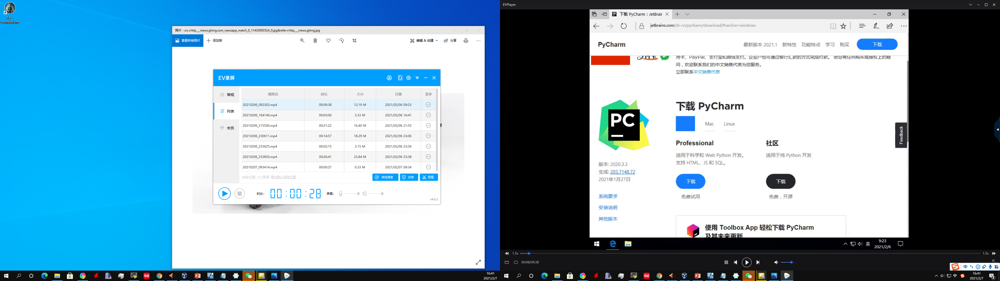 X4 -
Foundations
照片 - src=http___inews.gtimg.com_newsapp_match_0_11430093524_0.jpg&refer=http___inews.gtimg.jpg
查看所有照片
添加到
编辑 & 创建
分享
EV录屏
常规
列表
会员
视频名 时长 大小 日期 更多
20210206_092302.mp4 00:09:38 12.19 M 2021/02/06 09:23
20210206_164149.mp4 00:03:00 3.33 M 2021/02/06 16:41
20210206_215500.mp4 00:21:22 16.40 M 2021/02/06 21:55
20210206_230611.mp4 00:14:57 18.29 M 2021/02/06 23:06
20210206_233625.mp4 00:02:15 3.15 M 2021/02/06 23:36
20210206_233850.mp4 00:26:41 23.84 M 2021/02/06 23:38
20210207_093414.mp4 00:00:27 0.33 M 2021/02/07 09:34
当前位置: H:/录屏 更改默认保存位置
微信课堂
加密
剪辑
时长: 00:00:28 声音:
v4.0.2
16:41
2021/2/7
EVPlayer
下载 PyCharm：JetBrain
jetbrains.com/zh-cn/pycharm/download/#section=windows
PyCharm
最新版本 2021.1 新特性 功能特点 学习 购买 下载
用卡、PayPal、支付宝和微信支付。企业户也可通过银行汇款的方式完成付款。 若您有任何购买或授权上的疑
问，欢迎联系我们的中文销售代表为您服务。
立即联系中文销售代表
PC
下载 PyCharm
Mac Linux
Professional
适用于科学和 Web Python 开发。
支持 HTML、JS 和 SQL。
下载
免费试用
社区
适用于纯 Python 开发
下载
免费，开源
版本: 2020.3.3
生成: 203.7148.72
2021年1月27日
系统要求
安装说明
其他版本
使用 Toolbox App 轻松下载 PyCharm
及其未来更新
Feedback
英
9:23
2021/2/6
1.5x
1.5x
00:08/09:38
中
中
16:41
2021/2/7